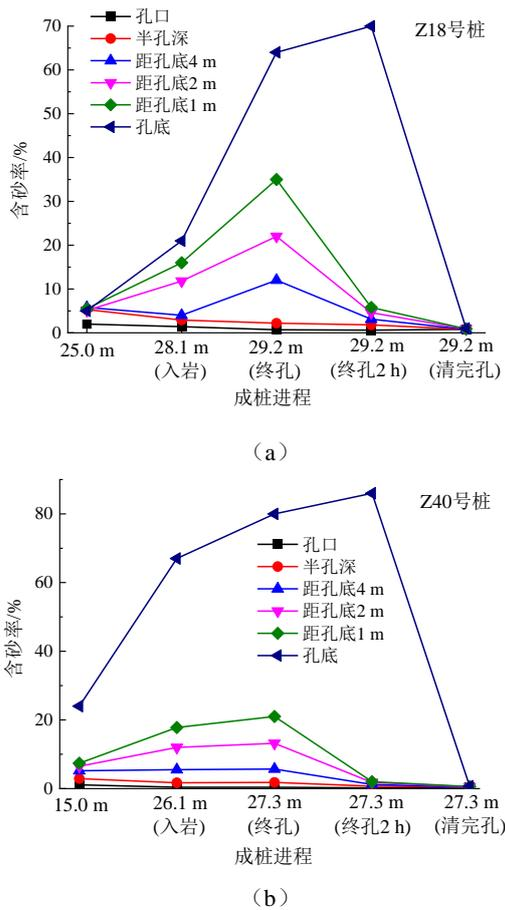 Z18号桩
孔口
半孔深
距孔底4 m
距孔底2 m
距孔底1 m
孔底
含砂率/%
70
60
50
40
30
20
10
0
25.0 m 28.1 m 29.2 m 29.2 m 29.2 m
(入岩) (终孔) (终孔2 h) (清完孔)
成桩进程
（a）
Z40号桩
孔口
半孔深
距孔底4 m
距孔底2 m
距孔底1 m
孔底
含砂率/%
80
60
40
20
0
15.0 m 26.1 m 27.3 m 27.3 m 27.3 m
(入岩) (终孔) (终孔2 h) (清完孔)
成桩进程
（b）